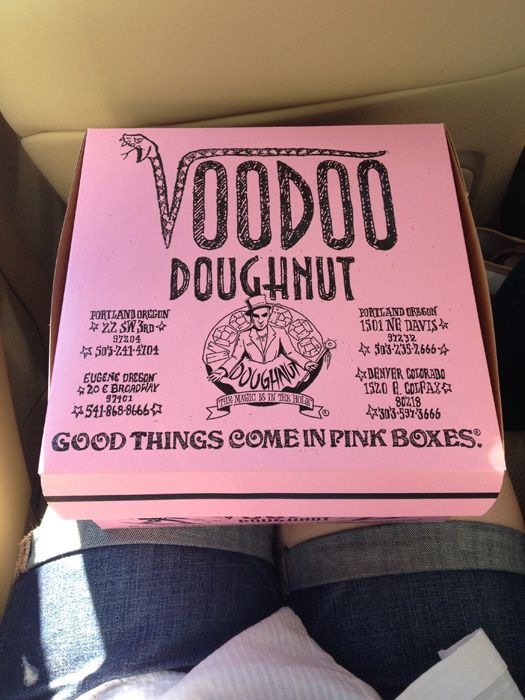 VOODOO
DOUGHNUT
PORTLAND OREGON
22 SW 3RD
97204
503-241-4704
EUGENE OREGON
20 E BROADWAY
97401
541-868-8666
DOUGHNUT
THE MAGIC IS IN THE HOLE
®
PORTLAND OREGON
1501 NE DAVIS
97232
503-235-2666
DENVER COLORADO
1520 E. COLFAX
80218
303-597-3666
GOOD THINGS COME IN PINK BOXES.®
DOUGHNUT